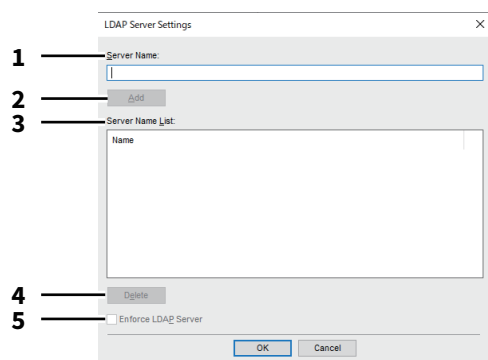 LDAP Server Settings
1 Server Name:
2 Add
3 Server Name List:
Name
4 Delete
5 Enforce LDAP Server
OK Cancel